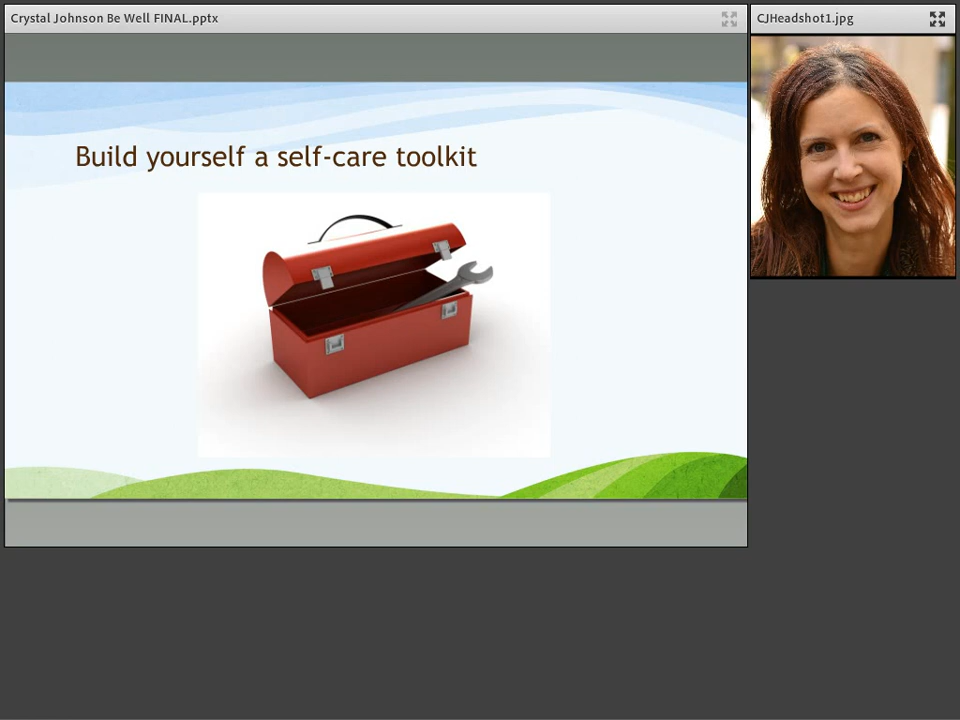 Crystal Johnson Be Well FINAL.pptx
CJHeadshot1.jpg
Build yourself a self-care toolkit